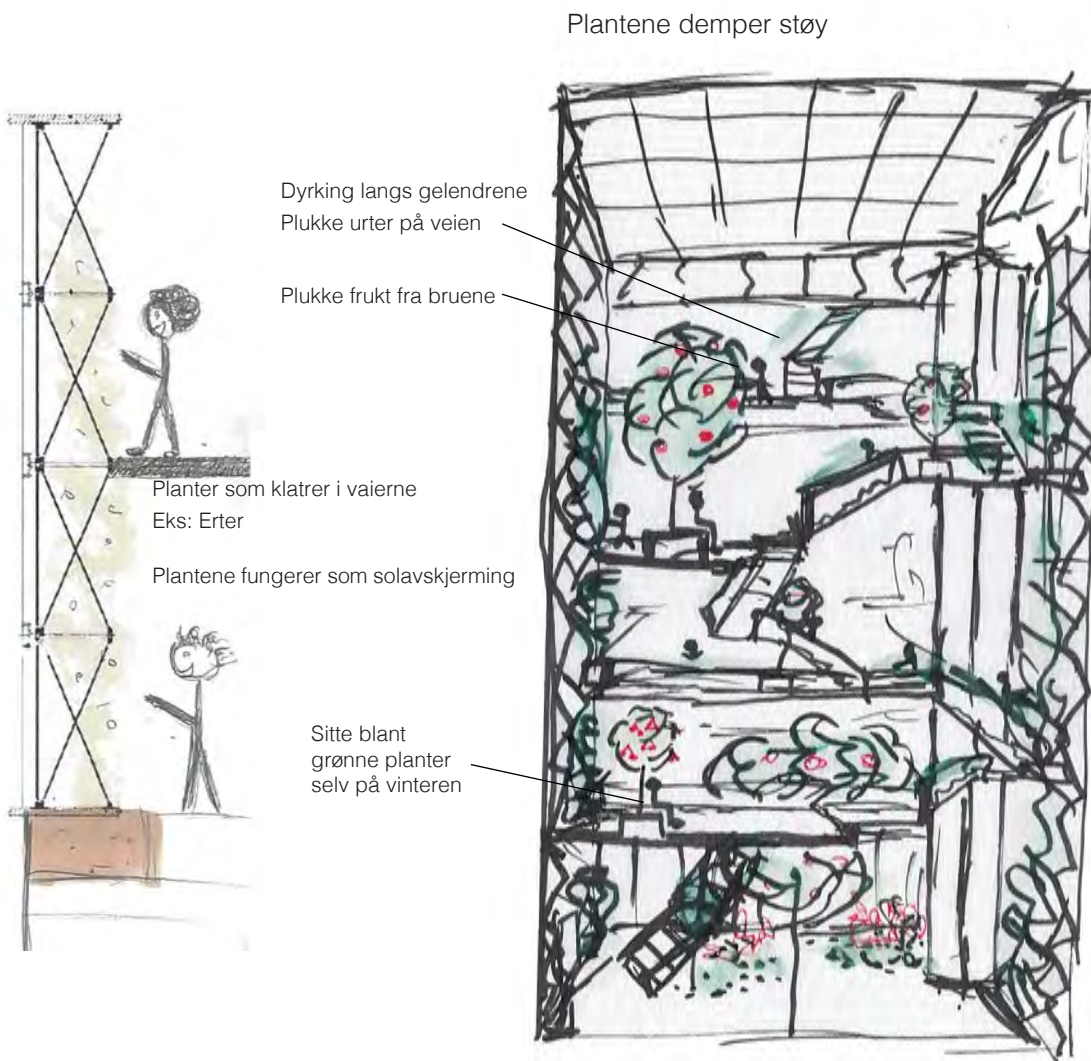 Plantene demper støy
Dyrking langs gelendrene
Plukke urter på veien
Plukke frukt fra bruene
Planter som klatrer i vaierne
Eks: Erter
Plantene fungerer som solavskjerming
Sitte blant
grønne planter
selv på vinteren